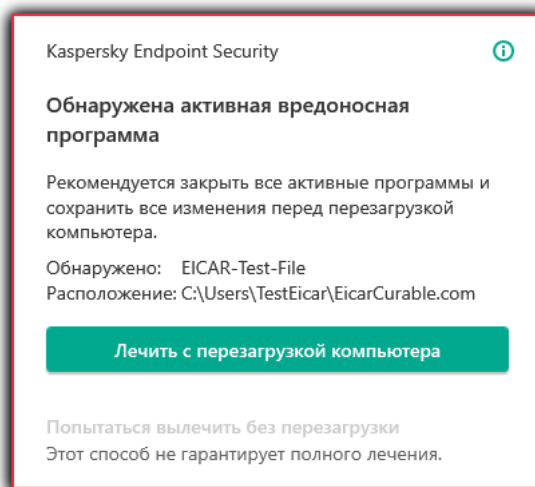 Kaspersky Endpoint Security
Обнаружена активная вредоносная
программа
Рекомендуется закрыть все активные программы и
сохранить все изменения перед перезагрузкой
компьютера.
Обнаружено: EICAR-Test-File
Расположение: C:\Users\TestEicar\EicarCurable.com
Лечить с перезагрузкой компьютера
Попытаться вылечить без перезагрузки
Этот способ не гарантирует полного лечения.